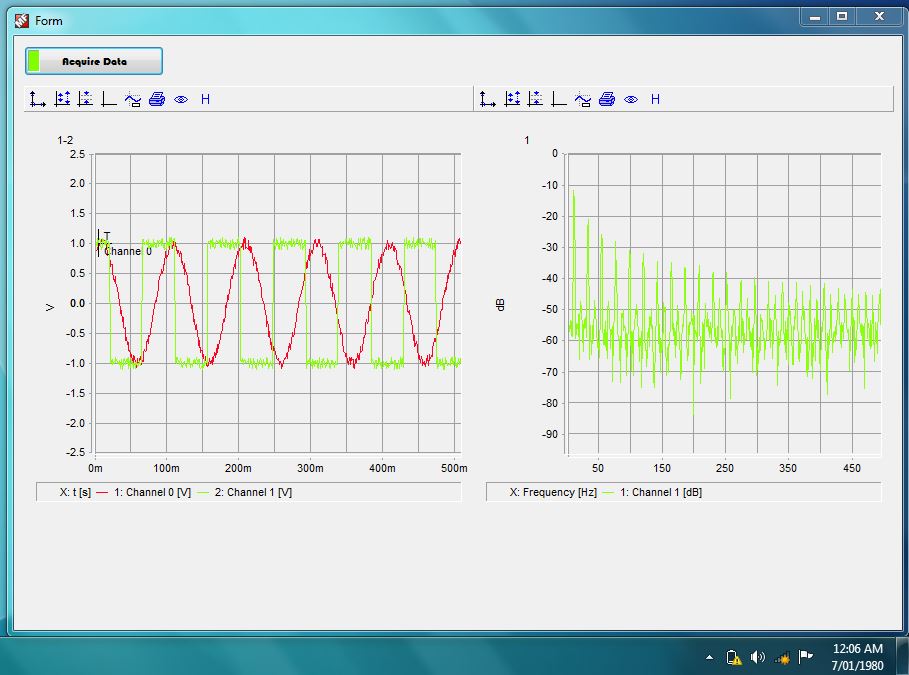 Form
Acquire Data
H
H
1-2
2.5
2.0
1.5
1.0
0.5
0.0
-0.5
-1.0
-1.5
-2.0
-2.5
V
T
Channel 0
0m 100m 200m 300m 400m 500m
X: t [s] 1: Channel 0 [V] 2: Channel 1 [V]
1
0
-10
-20
-30
-40
-50
-60
-70
-80
-90
dB
50 150 250 350 450
X: Frequency [Hz] 1: Channel 1 [dB]
12:06 AM
7/01/1980